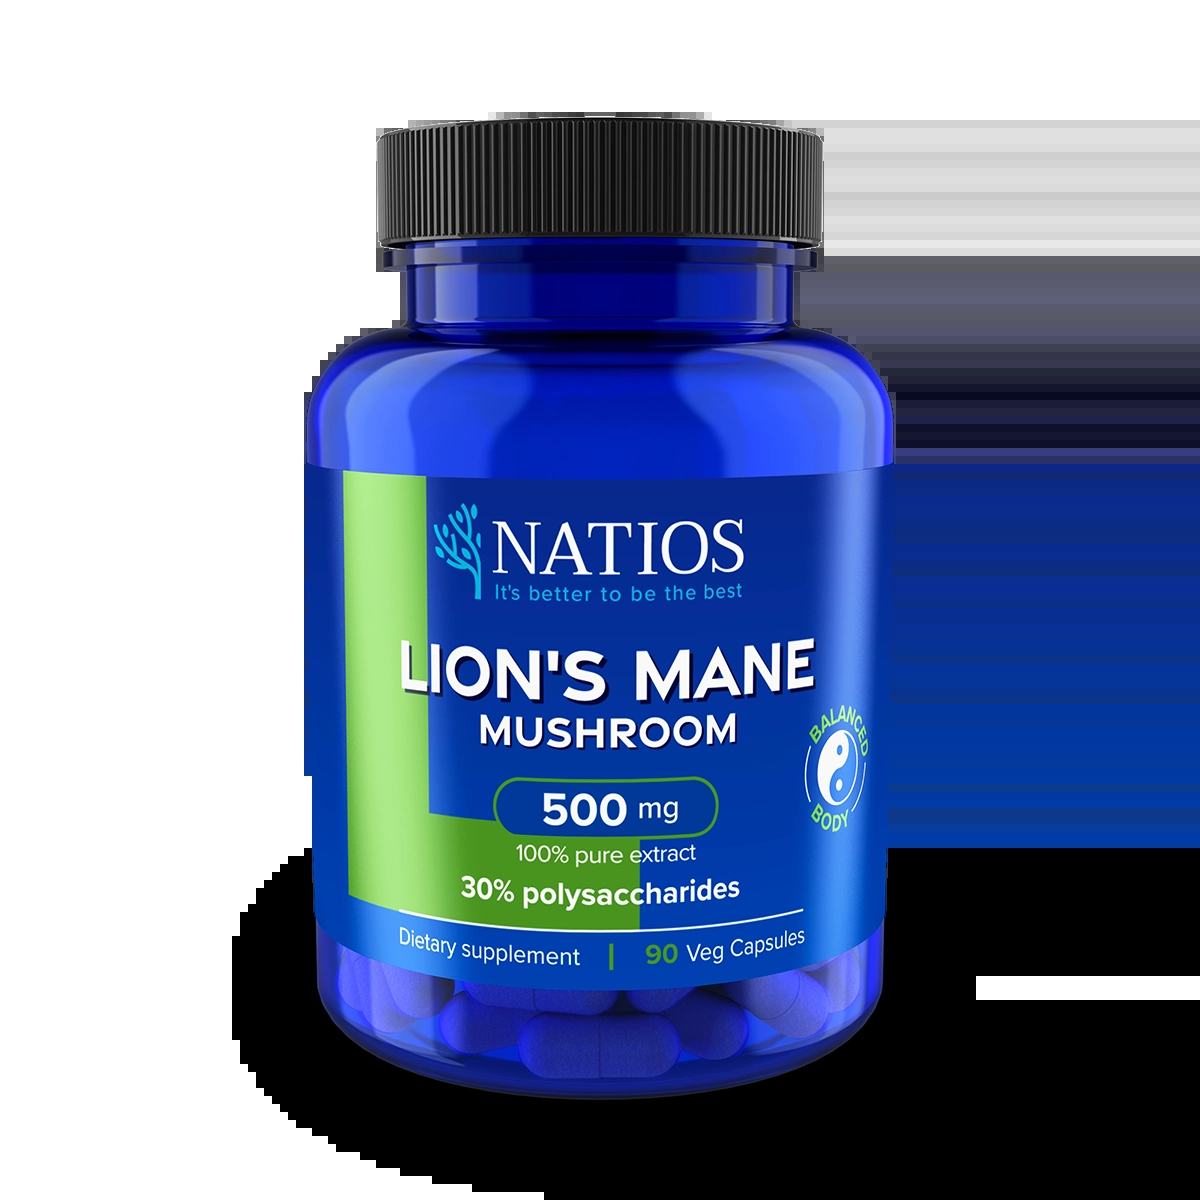 NATIOS
It's better to be the best
LION'S MANE
MUSHROOM
500 mg
100% pure extract
30% polysaccharides
Dietary supplement | 90 Veg Capsules
BALANCED
BODY